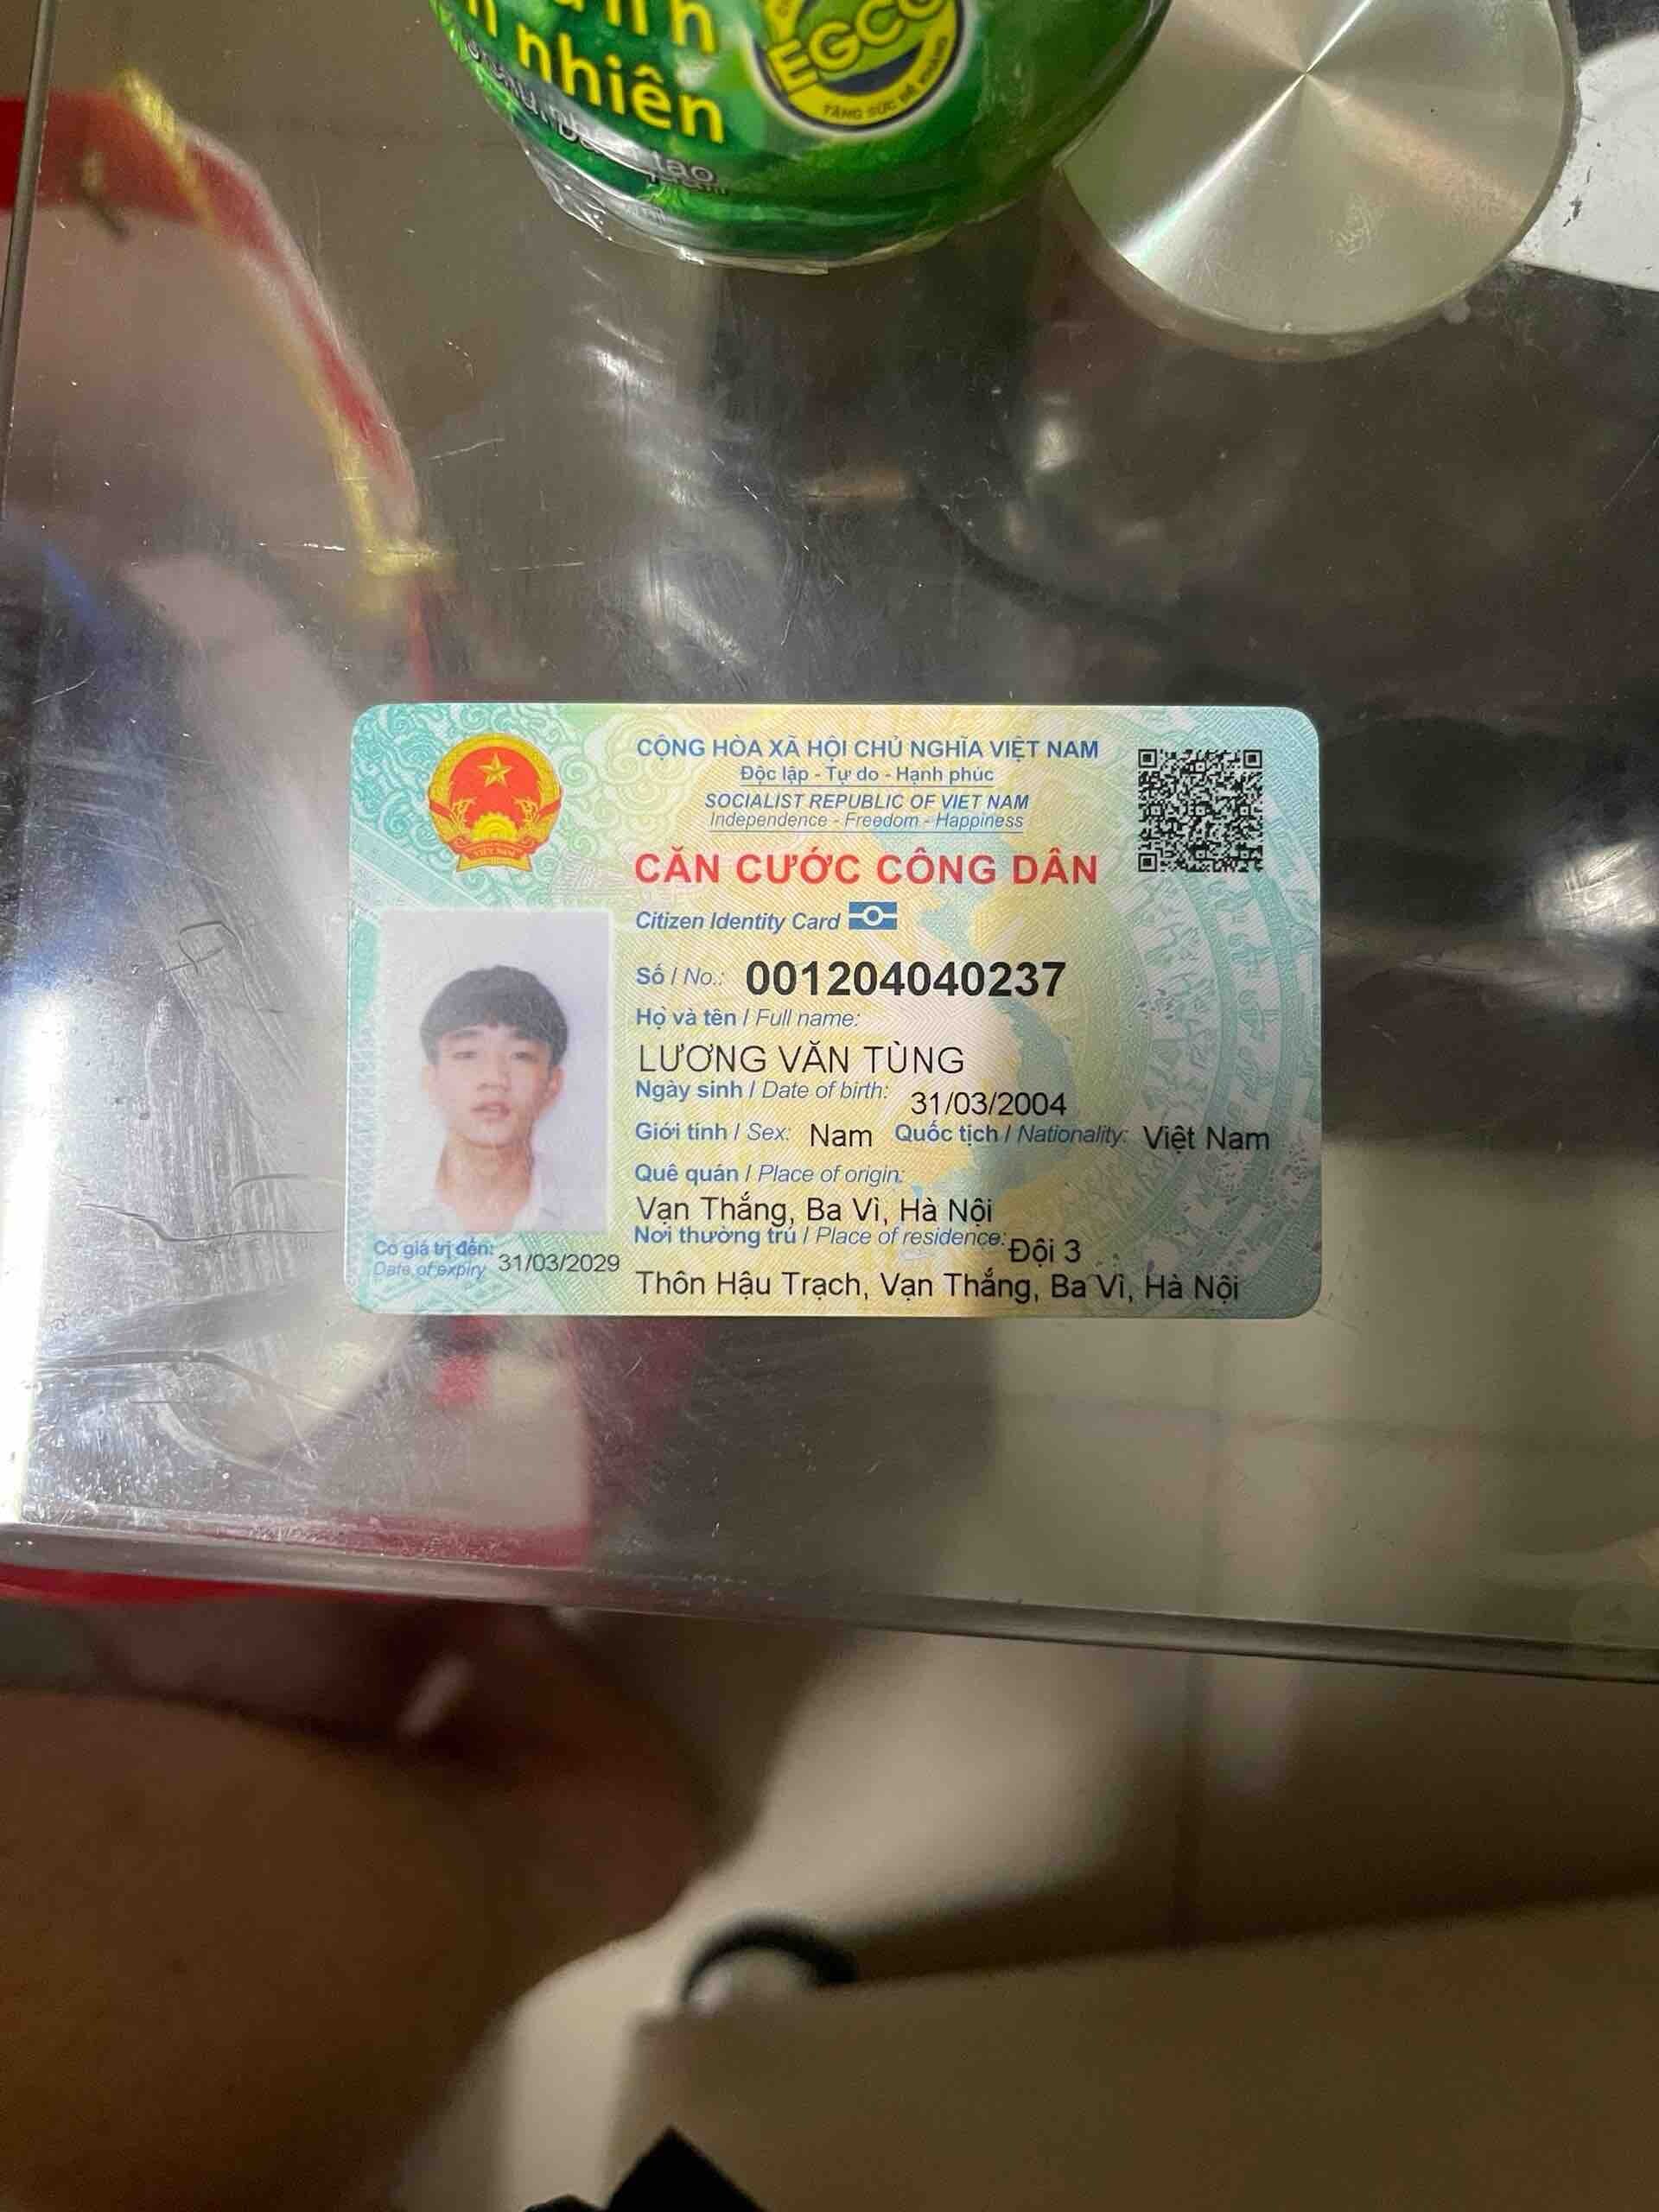 nhiên
EGCG
TĂNG SỨC ĐỀ KHÁNG
CỘNG HÒA XÃ HỘI CHỦ NGHĨA VIỆT NAM
Độc lập - Tự do - Hạnh phúc
SOCIALIST REPUBLIC OF VIET NAM
Independence - Freedom - Happiness
CĂN CƯỚC CÔNG DÂN
Citizen Identity Card
Số / No.: 001204040237
Họ và tên / Full name:
LƯƠNG VĂN TÙNG
Ngày sinh / Date of birth: 31/03/2004
Giới tính / Sex: Nam Quốc tịch / Nationality: Việt Nam
Quê quán / Place of origin:
Vạn Thắng, Ba Vì, Hà Nội
Nơi thường trú / Place of residence: Đội 3
Thôn Hậu Trạch, Vạn Thắng, Ba Vì, Hà Nội
Có giá trị đến: 31/03/2029
Date of expiry